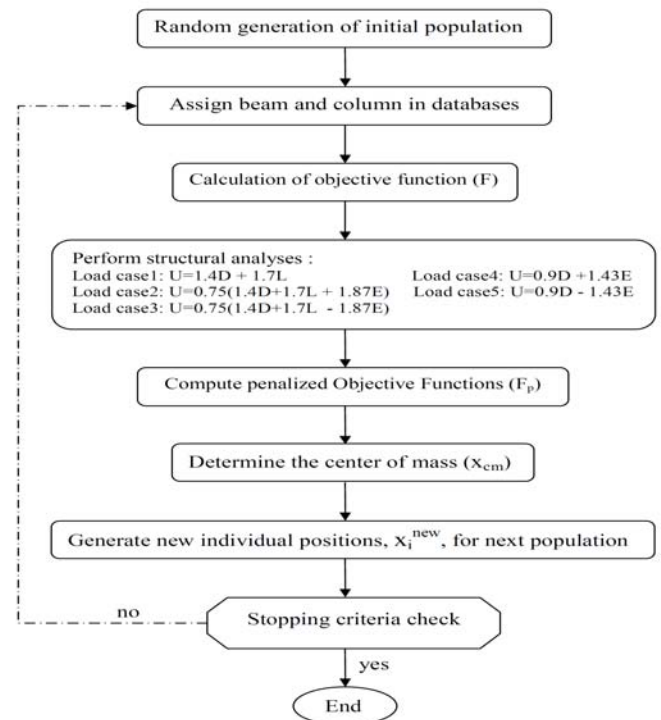 Random generation of initial population
Assign beam and column in databases
Calculation of objective function (F)
Perform structural analyses :
Load case1: U=1.4D + 1.7L
Load case2: U=0.75(1.4D+1.7L + 1.87E)
Load case3: U=0.75(1.4D+1.7L - 1.87E)
Load case4: U=0.9D +1.43E
Load case5: U=0.9D - 1.43E
Compute penalized Objective Functions (Fp)
Determine the center of mass (xcm)
Generate new individual positions, xi^new, for next population
no
Stopping criteria check
yes
End